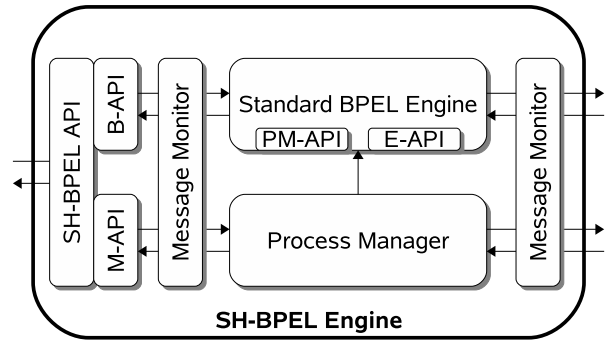 SH-BPEL API
B-API
M-API
Message Monitor
Standard BPEL Engine
PM-API
E-API
Process Manager
Message Monitor
SH-BPEL Engine